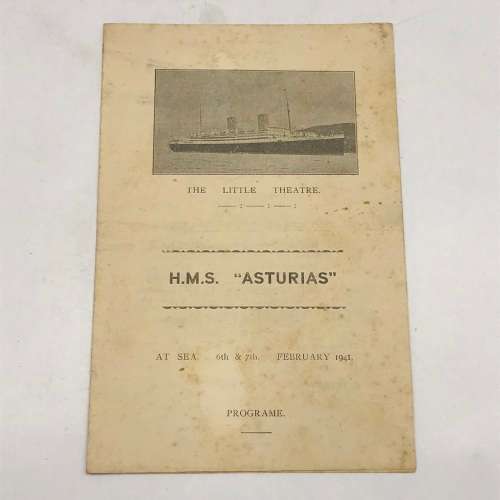 THE LITTLE THEATRE.
H.M.S. "ASTURIAS"
AT SEA. 6th & 7th. FEBRUARY 1941.
PROGRAME.